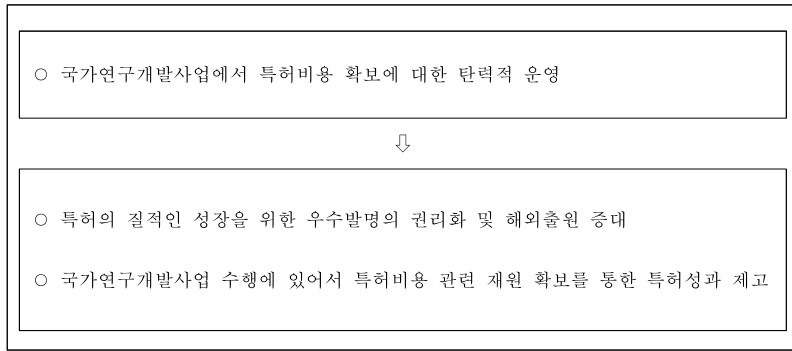 ○ 국가연구개발사업에서 특허비용 확보에 대한 탄력적 운영
⇩
○ 특허의 질적인 성장을 위한 우수발명의 권리화 및 해외출원 증대
○ 국가연구개발사업 수행에 있어서 특허비용 관련 재원 확보를 통한 특허성과 제고